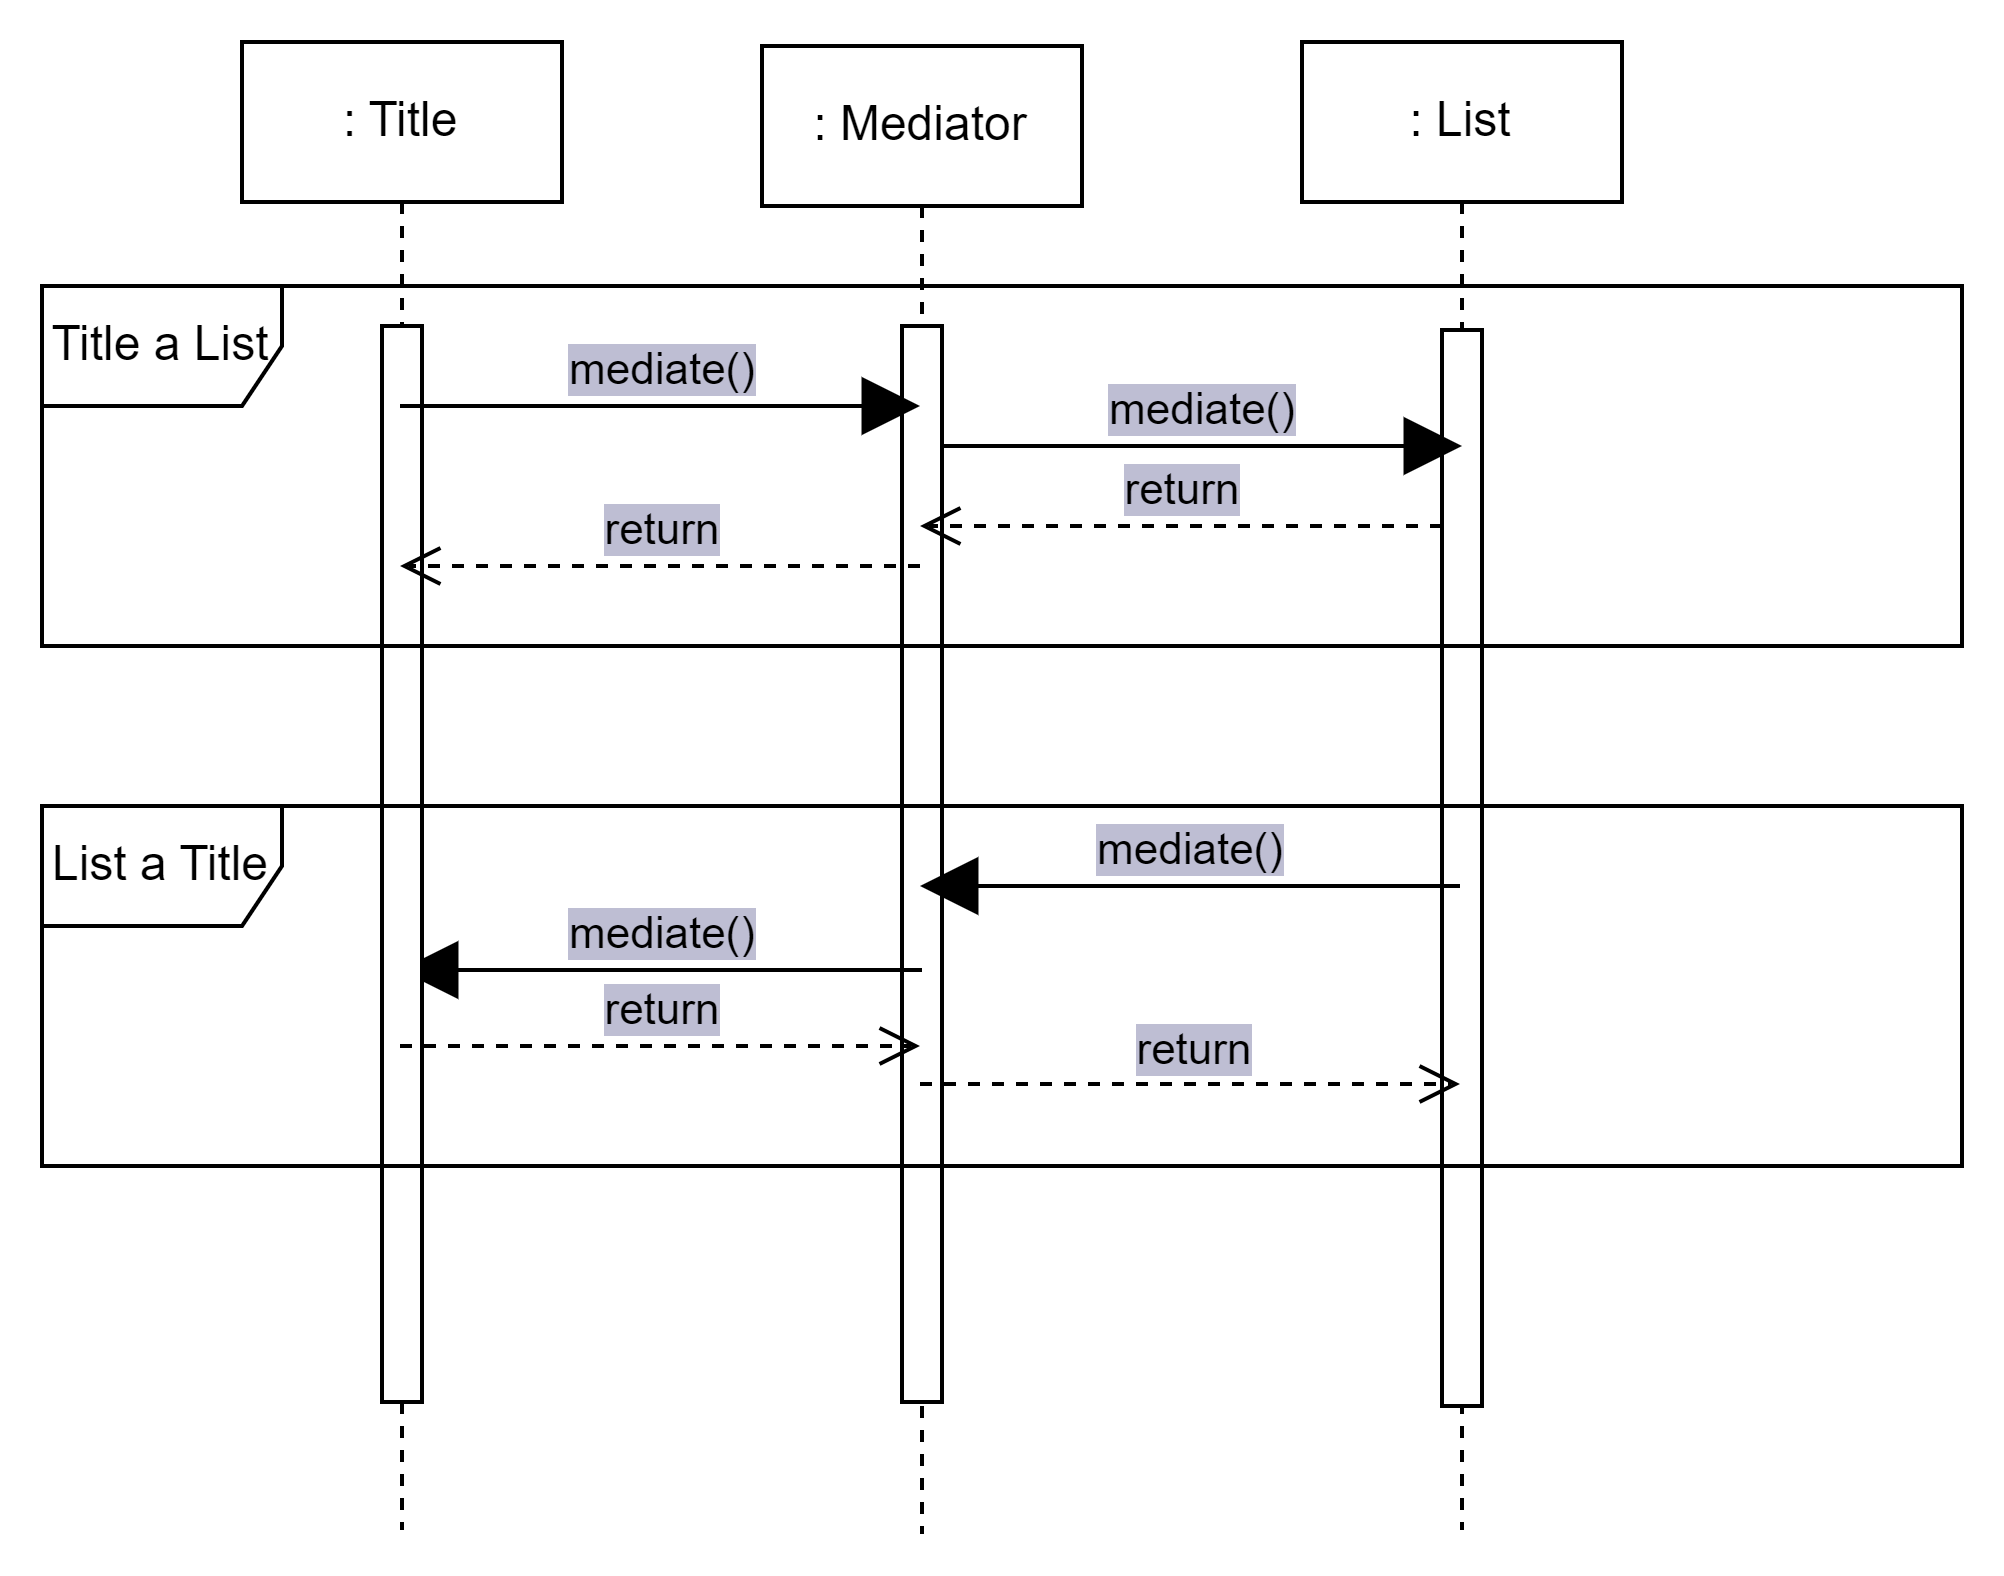 : Title
: Mediator
: List
Title a List
mediate()
mediate()
return
return
List a Title
mediate()
mediate()
return
return